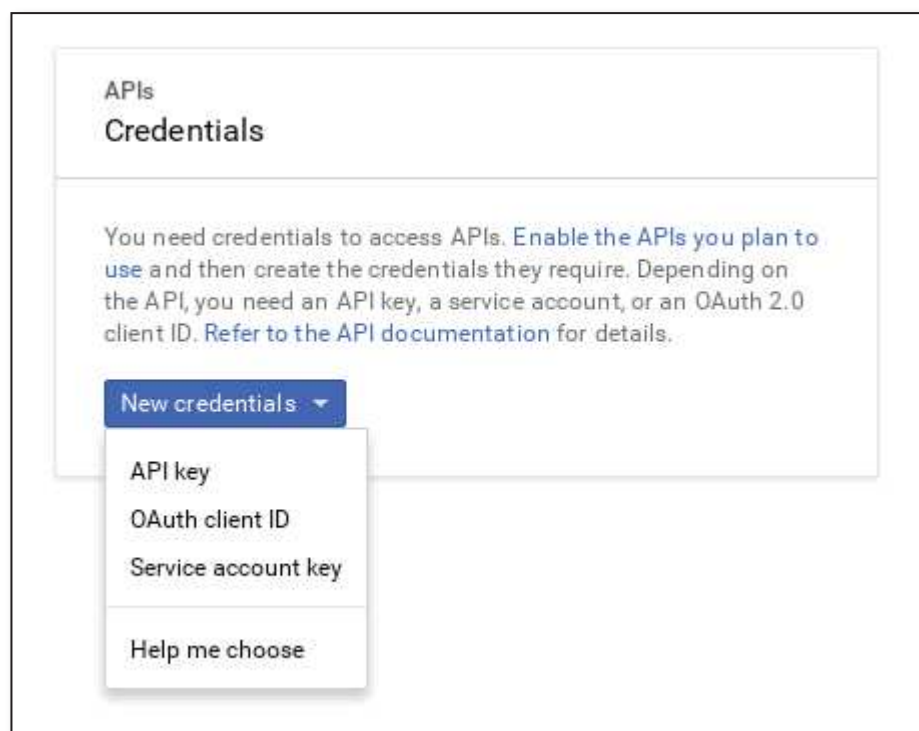 APIs
Credentials
You need credentials to access APIs. Enable the APIs you plan to
use and then create the credentials they require. Depending on
the API, you need an API key, a service account, or an OAuth 2.0
client ID. Refer to the API documentation for details.
New credentials
API key
OAuth client ID
Service account key
Help me choose